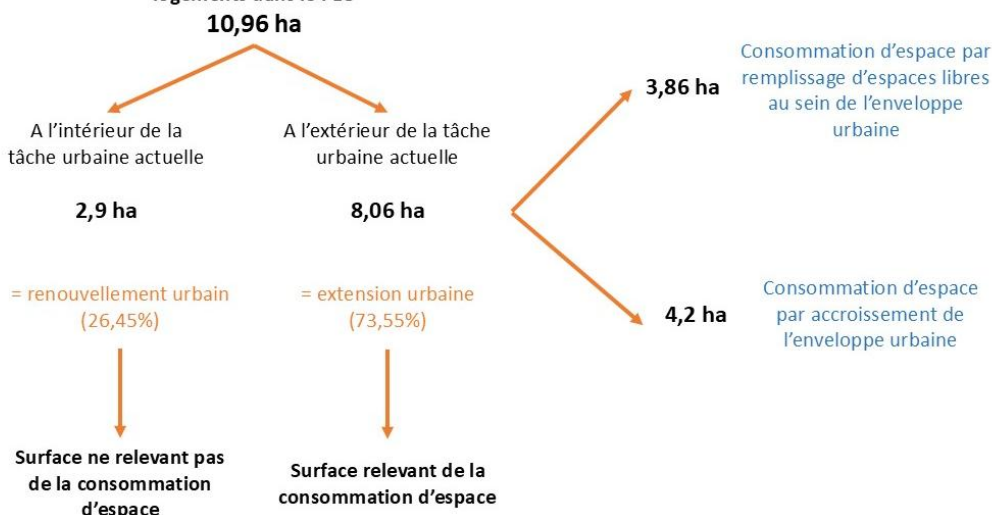 10,96 ha
A l’intérieur de la
tâche urbaine actuelle
2,9 ha
= renouvellement urbain
(26,45%)
Surface ne relevant pas
de la consommation
d’espace
A l’extérieur de la tâche
urbaine actuelle
8,06 ha
= extension urbaine
(73,55%)
Surface relevant de la
consommation d’espace
3,86 ha
Consommation d’espace par
remplissage d’espaces libres
au sein de l’enveloppe
urbaine
4,2 ha
Consommation d’espace
par accroissement de
l’enveloppe urbaine